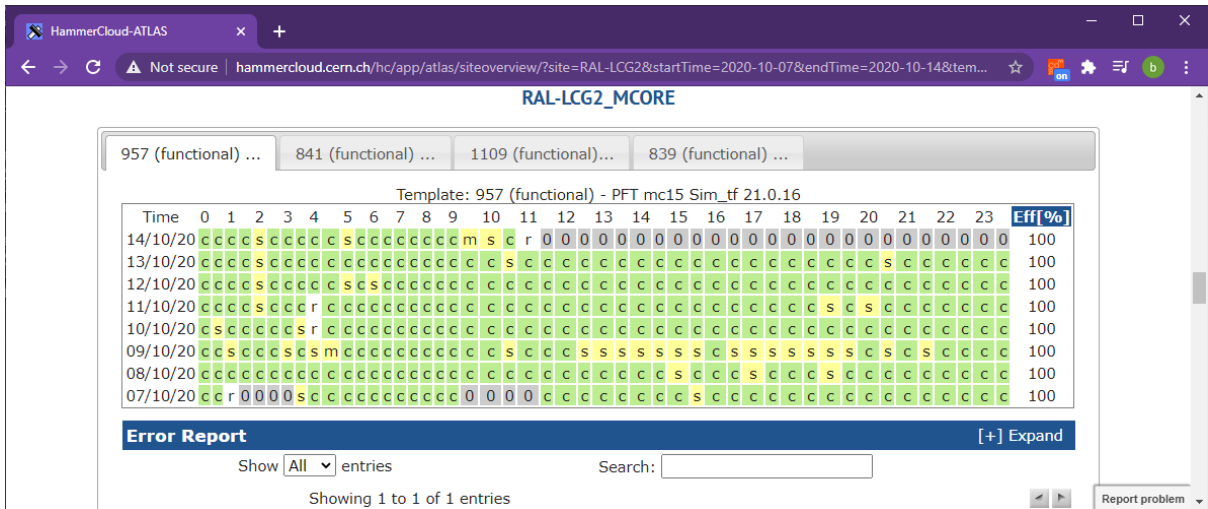 HammerCloud-ATLAS
Not secure | hammercloud.cern.ch/hc/app/atlas/siteoverview/?site=RAL-LCG2&startTime=2020-10-07&endTime=2020-10-14&tem... on b
RAL-LCG2_MCORE
957 (functional) ... 841 (functional) ... 1109 (functional)... 839 (functional) ...
Template: 957 (functional) - PFT mc15 Sim_tf 21.0.16
Time 0 1 2 3 4 5 6 7 8 9 10 11 12 13 14 15 16 17 18 19 20 21 22 23 Eff[%]
14/10/20 c c c c s c c c c c s c c c c c c c c m s c r 0 0 0 0 0 0 0 0 0 0 0 0 0 0 0 0 0 0 0 0 0 0 0 0 0 100
13/10/20 c c c c s c c c c c c c c c c c c c c c c s c c c c c c c c c c c c c c c c c c c s c c c c c c 100
12/10/20 c c c c s c c c c c s c s c c c c c c c c c c c c c c c c c c c c c c c c c c c c c c c c c c c 100
11/10/20 c c c c s c c c r c c c c c c c c c c c c c c c c c c c c c c c c c c c c c s c s c c c c c c c 100
10/10/20 c s c c c c c s r c c c c c c c c c c c c c c c c c c c c c c c c c c c c c c c c c c c c c c c 100
09/10/20 c c s c c c s c s m c c c c c c c c c c c s c c c s s s s s s s c s s s s s s s c s c s c c c c 100
08/10/20 c c c c c c c c c c c c c c c c c c c c c c c c c c c c c c s c c c s c c c s c c c c c c c c c 100
07/10/20 c c r 0 0 0 0 s c c c c c c c c c c c 0 0 0 0 c c c c c c c c s c c c c c c c c c c c c c c c c 100
Error Report [+] Expand
Show All entries Search:
Showing 1 to 1 of 1 entries
Report problem